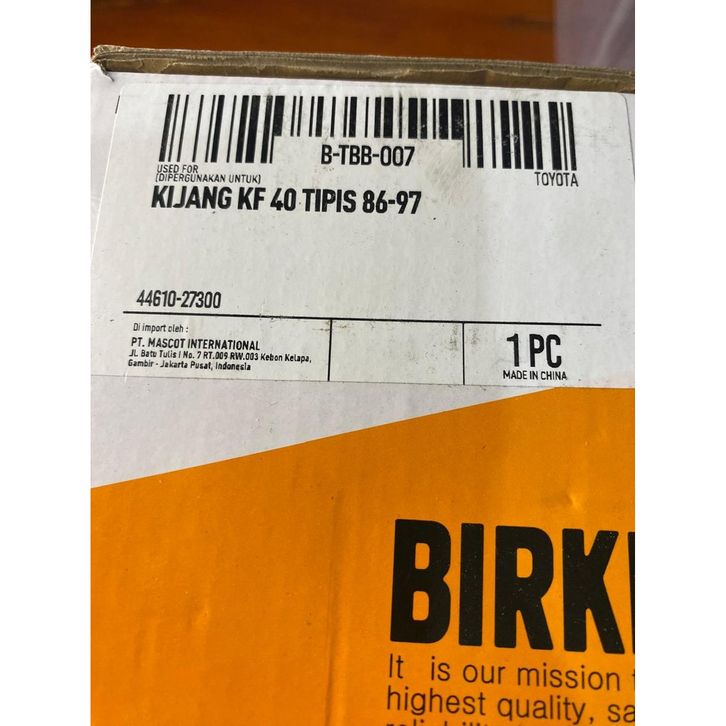 B-TBB-007
USED FOR
(DIPERGUNAKAN UNTUK)
TOYOTA
KIJANG KF 40 TIPIS 86-97
44610-27300
Di import oleh :
PT. MASCOT INTERNATIONAL
JL Batu Tulis I No. 7 RT.009 RW.003 Kebon Kelapa,
Gambir - Jakarta Pusat, Indonesia
1 PC
MADE IN CHINA
BIRK
It is our mission
highest quality, sa